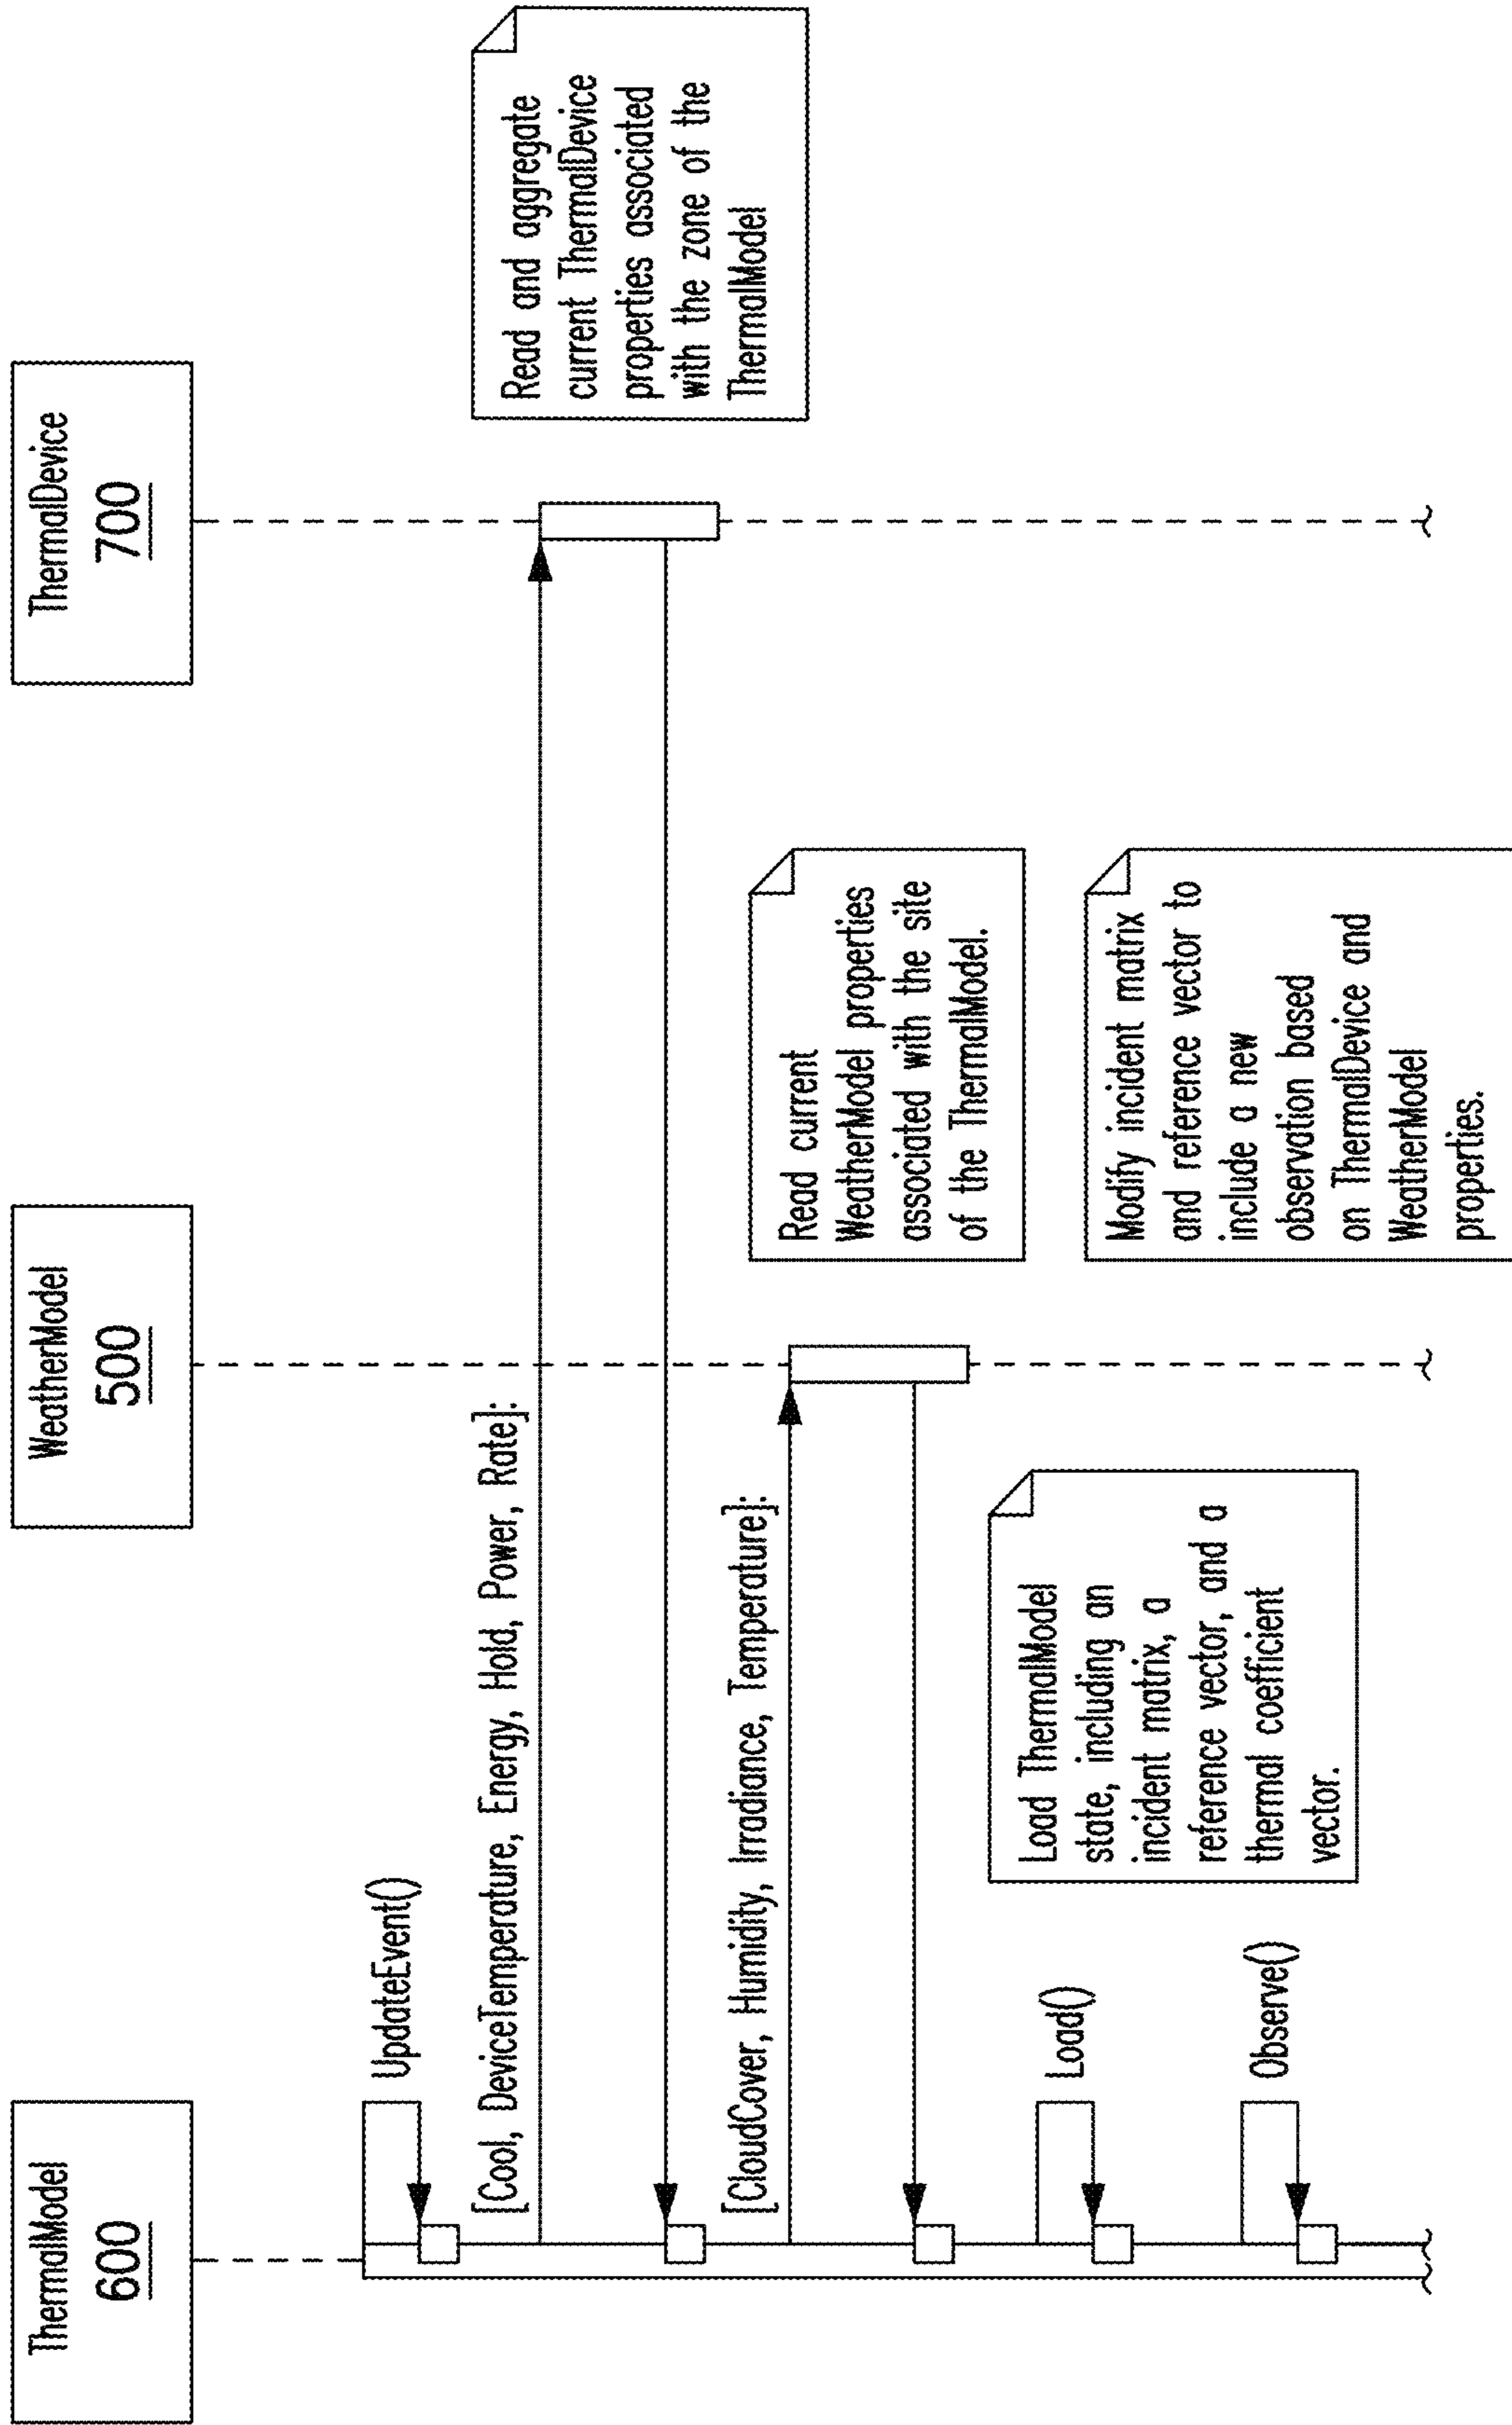 ThermalModel
600
WeatherModel
500
ThermalDevice
700
UpdateEvent()
[Cool, DeviceTemperature, Energy, Hold, Power, Rate]:
Read and aggregate
current ThermalDevice
properties associated
with the zone of the
ThermalModel
[CloudCover, Humidity, Irradiance, Temperature]:
Read current
WeatherModel properties
associated with the site
of the ThermalModel.
Load()
Load ThermalModel
state, including an
incident matrix, a
reference vector, and a
thermal coefficient
vector.
Observe()
Modify incident matrix
and reference vector to
include a new
observation based
on ThermalDevice and
WeatherModel
properties.